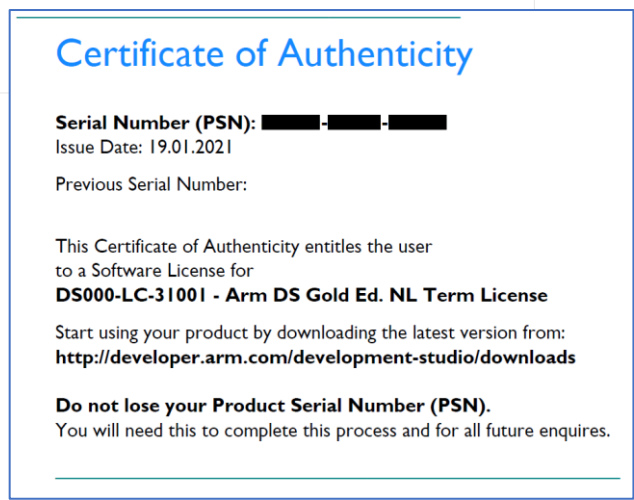 Certificate of Authenticity
Serial Number (PSN): - -
Issue Date: 19.01.2021
Previous Serial Number:
This Certificate of Authenticity entitles the user
to a Software License for
DS000-LC-31001 - Arm DS Gold Ed. NL Term License
Start using your product by downloading the latest version from:
http://developer.arm.com/development-studio/downloads
Do not lose your Product Serial Number (PSN).
You will need this to complete this process and for all future enquires.